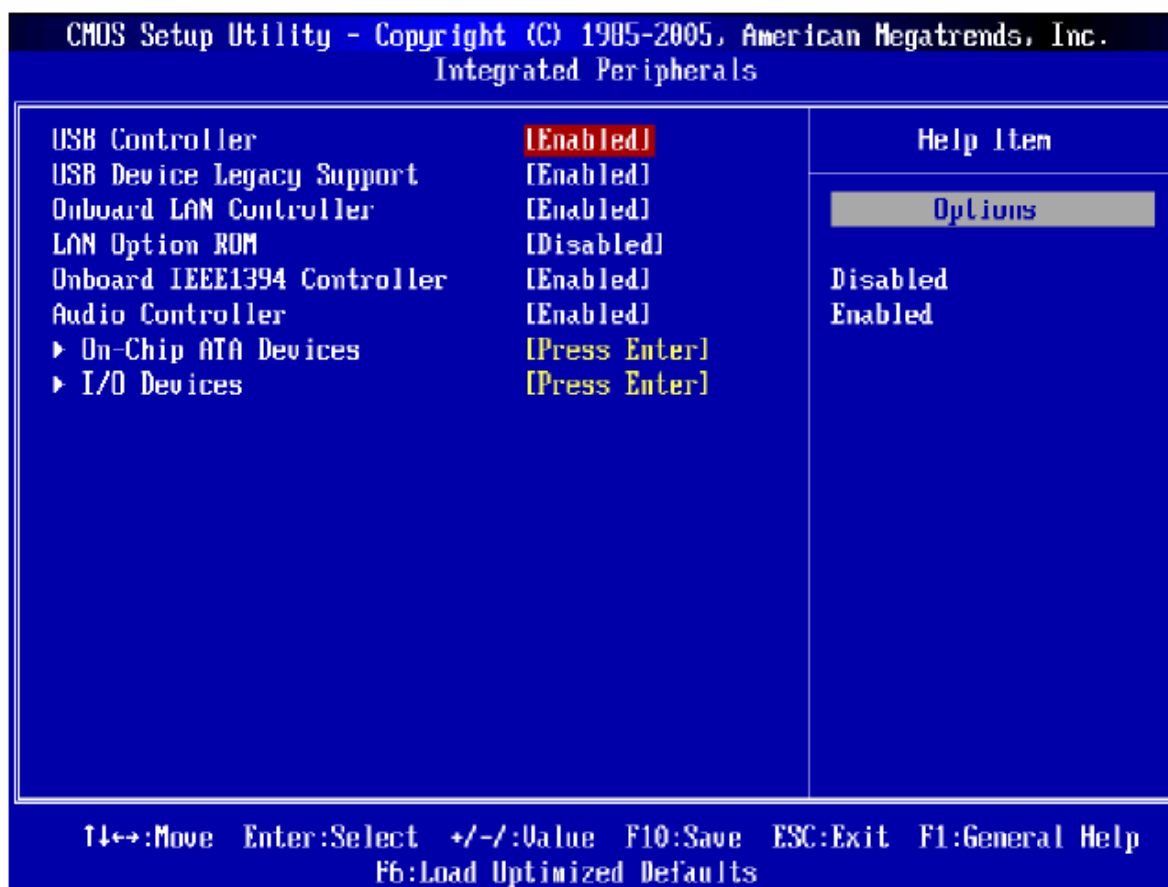 CMOS Setup Utility - Copyright (C) 1985-2005, American Megatrends, Inc.
Integrated Peripherals
USB Controller [Enabled]
USB Device Legacy Support [Enabled]
Onboard LAN Controller [Enabled]
LAN Option ROM [Disabled]
Onboard IEEE1394 Controller [Enabled]
Audio Controller [Enabled]
▶ On-Chip ATA Devices [Press Enter]
▶ I/O Devices [Press Enter]
Help Item
Options
Disabled
Enabled
↑↓←→:Move Enter:Select +/-/:Value F10:Save ESC:Exit F1:General Help
F6:Load Optimized Defaults